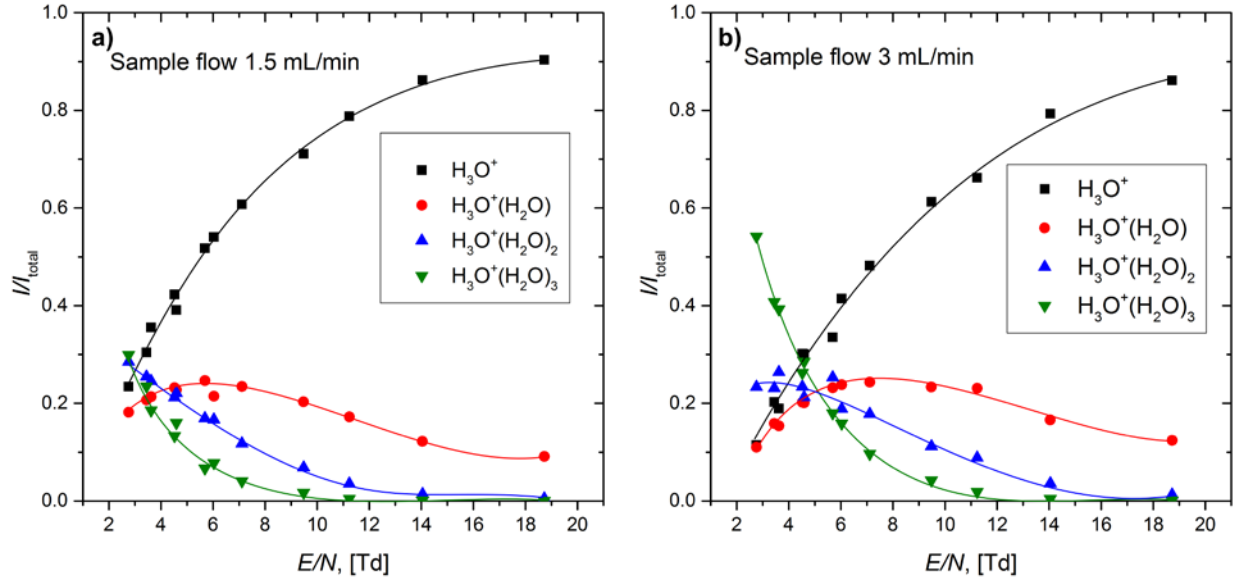 a)
Sample flow 1.5 mL/min
H₃O⁺
H₃O⁺(H₂O)
H₃O⁺(H₂O)₂
H₃O⁺(H₂O)₃
I/I_total
1.0
0.8
0.6
0.4
0.2
0.0
2 4 6 8 10 12 14 16 18 20
E/N, [Td]
b)
Sample flow 3 mL/min
H₃O⁺
H₃O⁺(H₂O)
H₃O⁺(H₂O)₂
H₃O⁺(H₂O)₃
I/I_total
1.0
0.8
0.6
0.4
0.2
0.0
2 4 6 8 10 12 14 16 18 20
E/N, [Td]